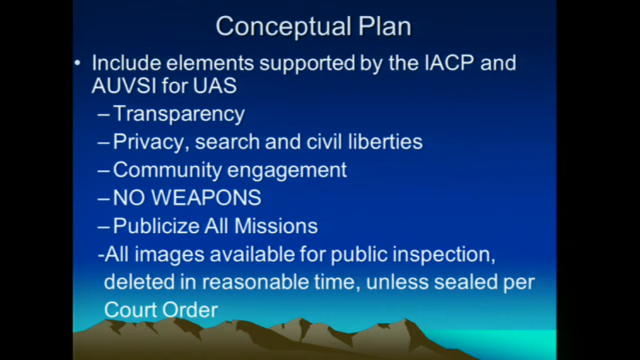 Conceptual Plan
• Include elements supported by the IACP and
AUVSI for UAS
–Transparency
–Privacy, search and civil liberties
–Community engagement
–NO WEAPONS
–Publicize All Missions
-All images available for public inspection,
deleted in reasonable time, unless sealed per
Court Order